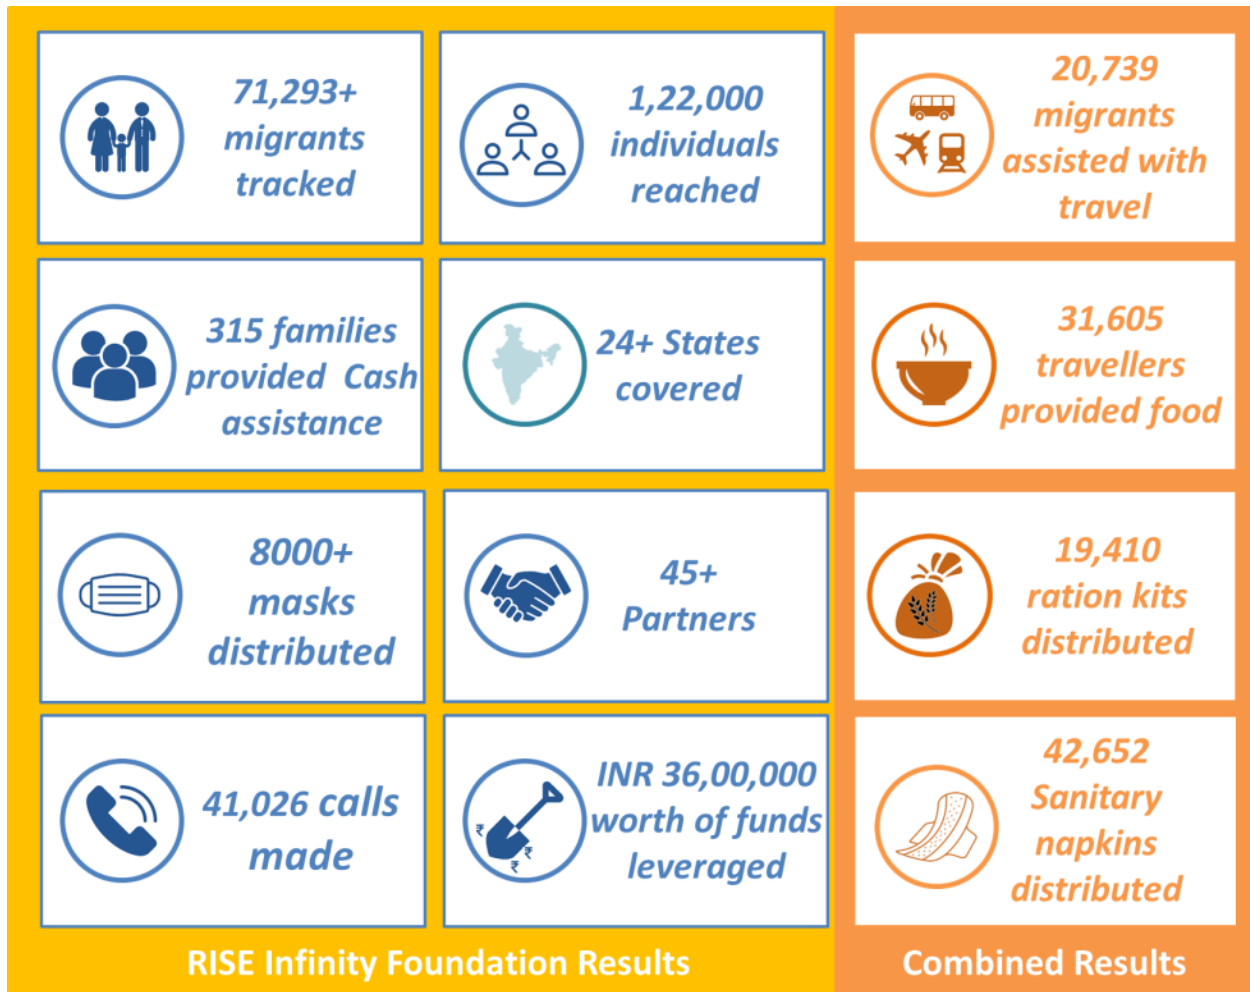 71,293+
migrants
tracked
1,22,000
individuals
reached
20,739
migrants
assisted with
travel
315 families
provided Cash
assistance
24+ States
covered
31,605
travellers
provided food
8000+
masks
distributed
45+
Partners
19,410
ration kits
distributed
41,026 calls
made
INR 36,00,000
worth of funds
leveraged
₹
₹
₹
42,652
Sanitary
napkins
distributed
RISE Infinity Foundation Results
Combined Results